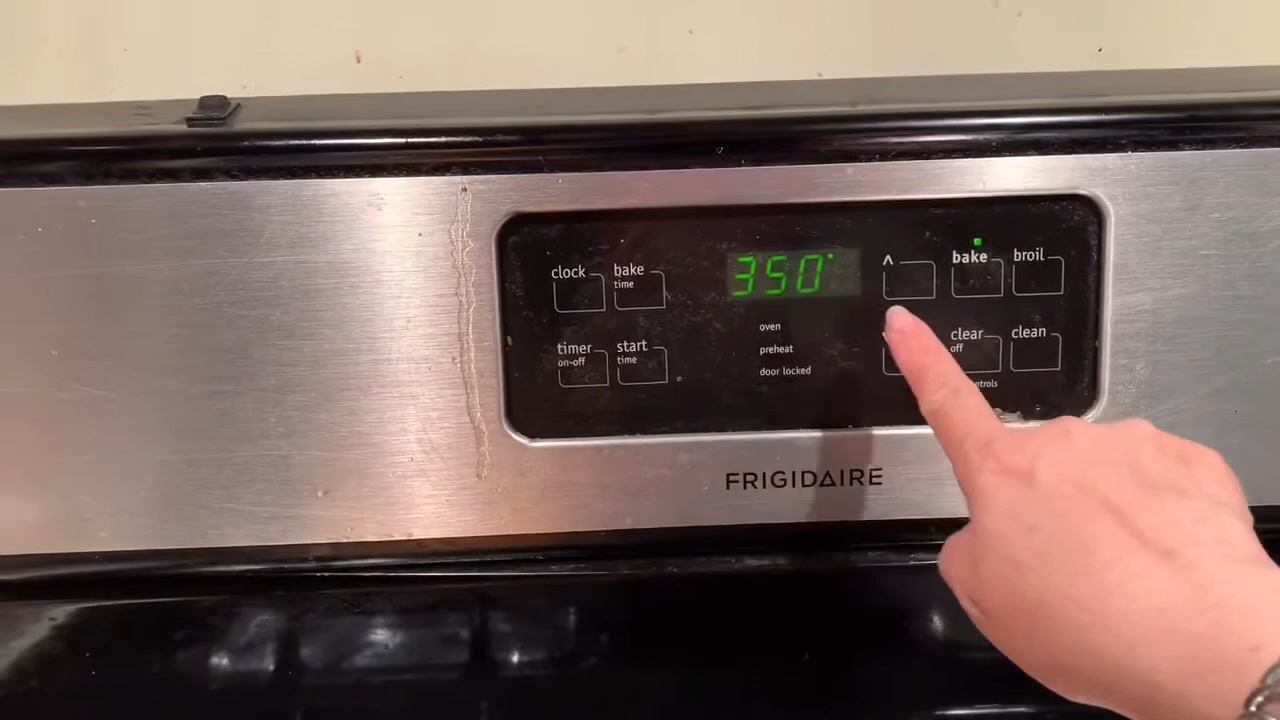 clock
bake
time
350°
^
bake
broil
timer
on-off
start
time
oven
preheat
door locked
clear
off
clean
FRIGIDAIRE